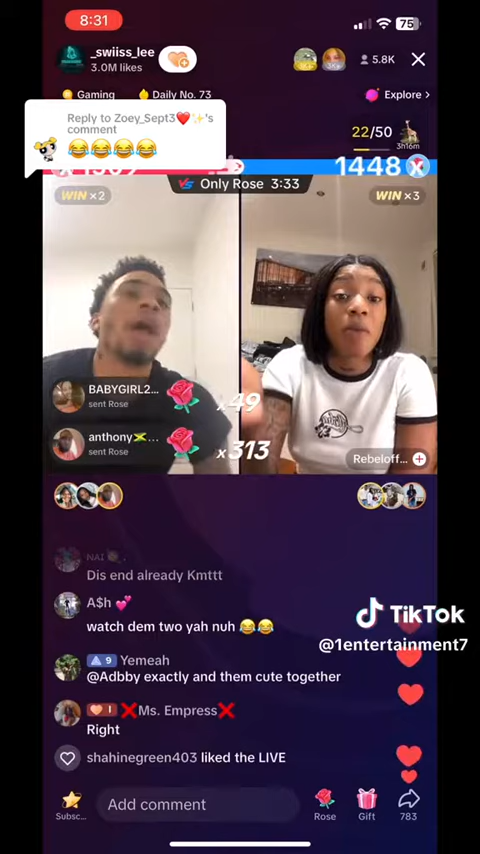 8:31
75
_swiiss_lee
3.0M likes
5.8K
Gaming
Daily No. 73
Explore >
Reply to Zoey_Sept3❤️✨'s
comment
😂😂😂😂
22/50
3h16m
1448
Only Rose 3:33
WIN x2
WIN x3
BABYGIRL2...
sent Rose
x49
anthony🇯🇲...
sent Rose
x313
Rebeloff...
NAI
Dis end already Kmttt
A$h 💕
watch dem two yah nuh 😂😂
9 Yemeah
@Adbby exactly and them cute together
1 ❌Ms. Empress❌
Right
shahinegreen403 liked the LIVE
TikTok
@1entertainment7
Add comment
Subsc...
Rose
Gift
783